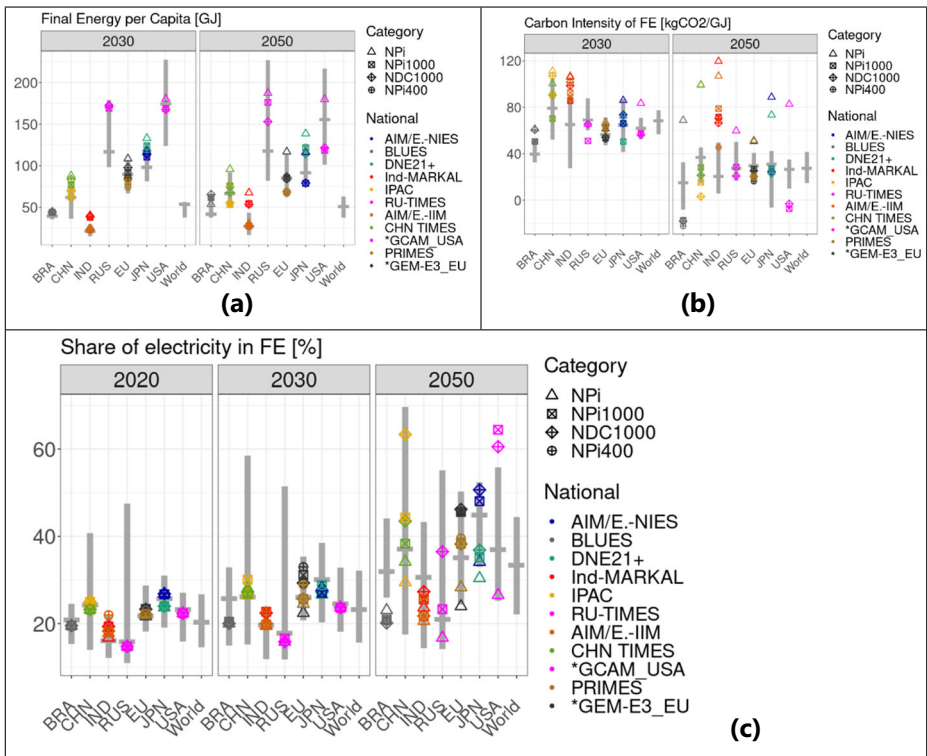 Final Energy per Capita [GJ]
2030 2050
200
150
100
50
BRA CHN IND RUS EU JPN USA World BRA CHN IND RUS EU JPN USA World
Category
NPi
NPi1000
NDC1000
NPi400
National
AIM/E.-NIES
BLUES
DNE21+
Ind-MARKAL
IPAC
RU-TIMES
AIM/E.-IIM
CHN TIMES
*GCAM_USA
PRIMES
*GEM-E3_EU
(a)
Carbon Intensity of FE [kgCO2/GJ]
2030 2050
120
80
40
0
BRA CHN IND RUS EU JPN USA World BRA CHN IND RUS EU JPN USA World
Category
NPi
NPi1000
NDC1000
NPi400
National
AIM/E.-NIES
BLUES
DNE21+
Ind-MARKAL
IPAC
RU-TIMES
AIM/E.-IIM
CHN TIMES
*GCAM_USA
PRIMES
*GEM-E3_EU
(b)
Share of electricity in FE [%]
2020 2030 2050
60
40
20
BRA CHN IND RUS EU JPN USA World BRA CHN IND RUS EU JPN USA World BRA CHN IND RUS EU JPN USA World
Category
NPi
NPi1000
NDC1000
NPi400
National
AIM/E.-NIES
BLUES
DNE21+
Ind-MARKAL
IPAC
RU-TIMES
AIM/E.-IIM
CHN TIMES
*GCAM_USA
PRIMES
*GEM-E3_EU
(c)